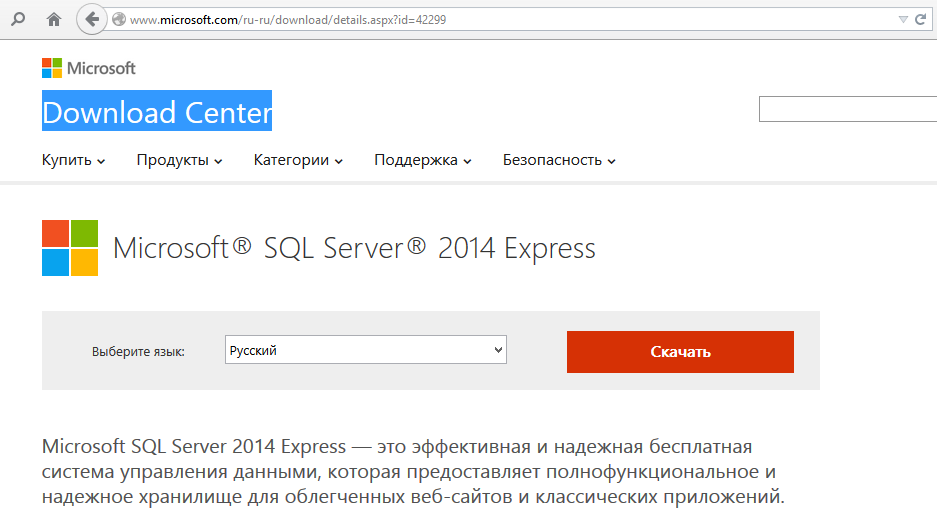 www.microsoft.com/ru-ru/download/details.aspx?id=42299
Microsoft
Download Center
Купить Продукты Категории Поддержка Безопасность
Microsoft® SQL Server® 2014 Express
Выберите язык: Русский Скачать
Microsoft SQL Server 2014 Express — это эффективная и надежная бесплатная
система управления данными, которая предоставляет полнофункциональное и
надежное хранилище для облегченных веб-сайтов и классических приложений.